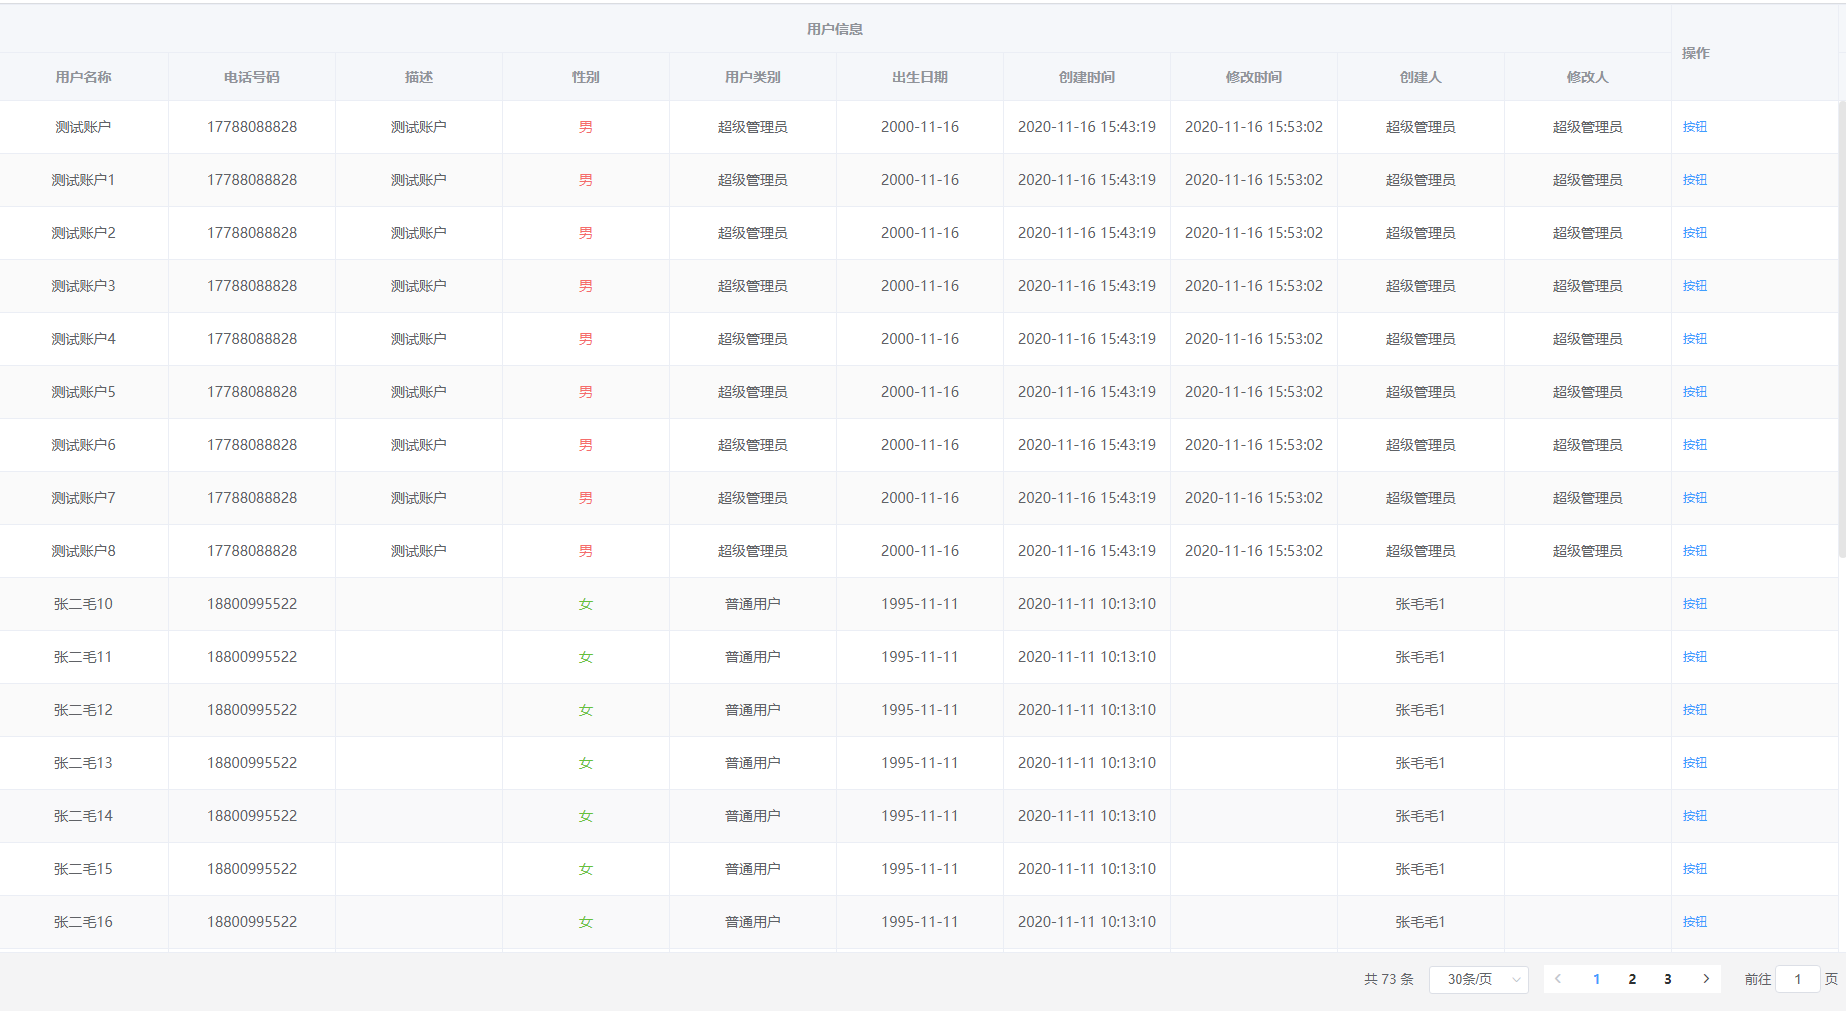 用户信息
操作
用户名称 电话号码 描述 性别 用户类别 出生日期 创建时间 修改时间 创建人 修改人
测试账户 17788088828 测试账户 男 超级管理员 2000-11-16 2020-11-16 15:43:19 2020-11-16 15:53:02 超级管理员 超级管理员 按钮
测试账户1 17788088828 测试账户 男 超级管理员 2000-11-16 2020-11-16 15:43:19 2020-11-16 15:53:02 超级管理员 超级管理员 按钮
测试账户2 17788088828 测试账户 男 超级管理员 2000-11-16 2020-11-16 15:43:19 2020-11-16 15:53:02 超级管理员 超级管理员 按钮
测试账户3 17788088828 测试账户 男 超级管理员 2000-11-16 2020-11-16 15:43:19 2020-11-16 15:53:02 超级管理员 超级管理员 按钮
测试账户4 17788088828 测试账户 男 超级管理员 2000-11-16 2020-11-16 15:43:19 2020-11-16 15:53:02 超级管理员 超级管理员 按钮
测试账户5 17788088828 测试账户 男 超级管理员 2000-11-16 2020-11-16 15:43:19 2020-11-16 15:53:02 超级管理员 超级管理员 按钮
测试账户6 17788088828 测试账户 男 超级管理员 2000-11-16 2020-11-16 15:43:19 2020-11-16 15:53:02 超级管理员 超级管理员 按钮
测试账户7 17788088828 测试账户 男 超级管理员 2000-11-16 2020-11-16 15:43:19 2020-11-16 15:53:02 超级管理员 超级管理员 按钮
测试账户8 17788088828 测试账户 男 超级管理员 2000-11-16 2020-11-16 15:43:19 2020-11-16 15:53:02 超级管理员 超级管理员 按钮
张二毛10 18800995522 女 普通用户 1995-11-11 2020-11-11 10:13:10 张毛毛1 按钮
张二毛11 18800995522 女 普通用户 1995-11-11 2020-11-11 10:13:10 张毛毛1 按钮
张二毛12 18800995522 女 普通用户 1995-11-11 2020-11-11 10:13:10 张毛毛1 按钮
张二毛13 18800995522 女 普通用户 1995-11-11 2020-11-11 10:13:10 张毛毛1 按钮
张二毛14 18800995522 女 普通用户 1995-11-11 2020-11-11 10:13:10 张毛毛1 按钮
张二毛15 18800995522 女 普通用户 1995-11-11 2020-11-11 10:13:10 张毛毛1 按钮
张二毛16 18800995522 女 普通用户 1995-11-11 2020-11-11 10:13:10 张毛毛1 按钮
共 73 条 30条/页 1 2 3 前往 1 页